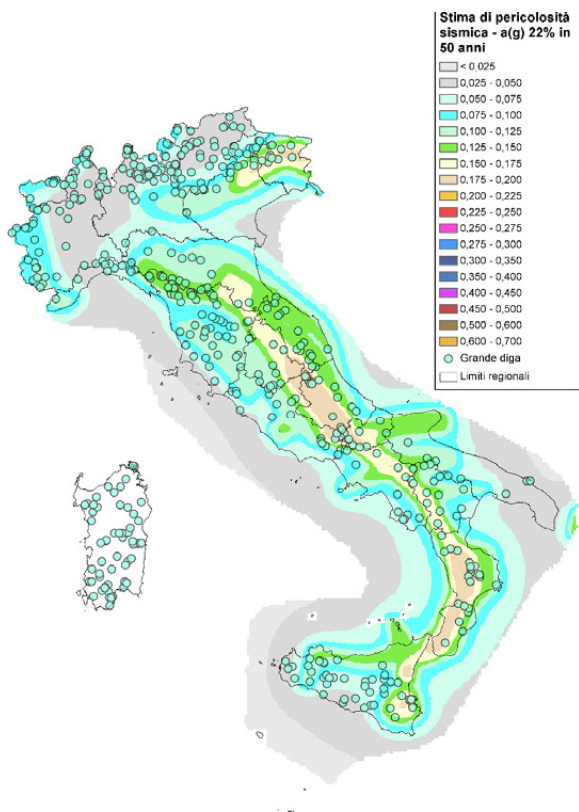 Stima di pericolosità
sismica - a(g) 22% in
50 anni
< 0,025
0,025 - 0,050
0,050 - 0,075
0,075 - 0,100
0,100 - 0,125
0,125 - 0,150
0,150 - 0,175
0,175 - 0,200
0,200 - 0,225
0,225 - 0,250
0,250 - 0,275
0,275 - 0,300
0,300 - 0,350
0,350 - 0,400
0,400 - 0,450
0,450 - 0,500
0,500 - 0,600
0,600 - 0,700
Grande diga
Limiti regionali